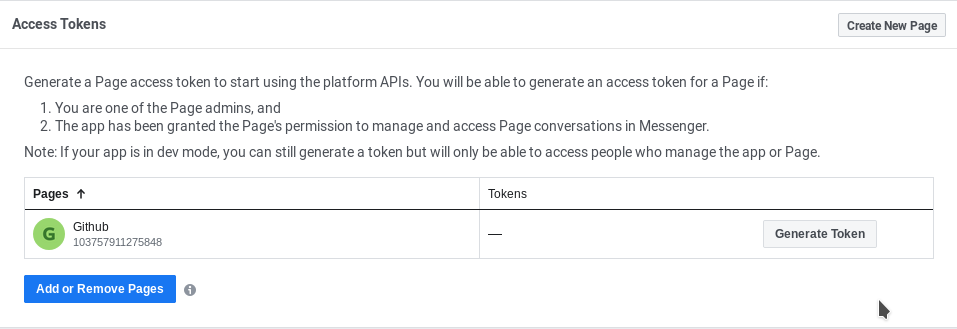 Access Tokens
Create New Page
Generate a Page access token to start using the platform APIs. You will be able to generate an access token for a Page if:
1. You are one of the Page admins, and
2. The app has been granted the Page's permission to manage and access Page conversations in Messenger.
Note: If your app is in dev mode, you can still generate a token but will only be able to access people who manage the app or Page.
Pages ↑ Tokens
G
Github
103757911275848
— Generate Token
Add or Remove Pages